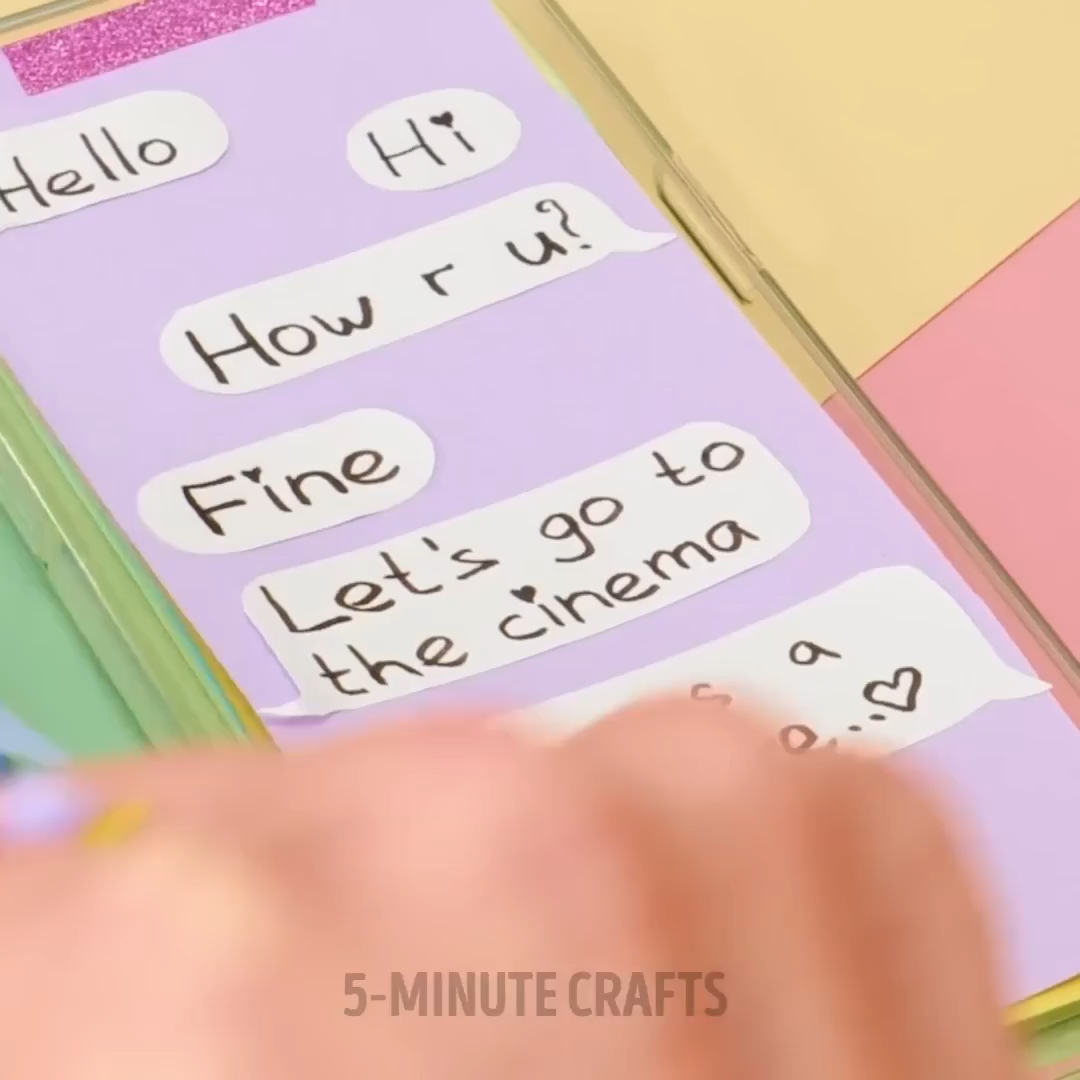 Hello
Hi
How r u?
Fine
Let's go to
the cinema
a
5-MINUTE CRAFTS